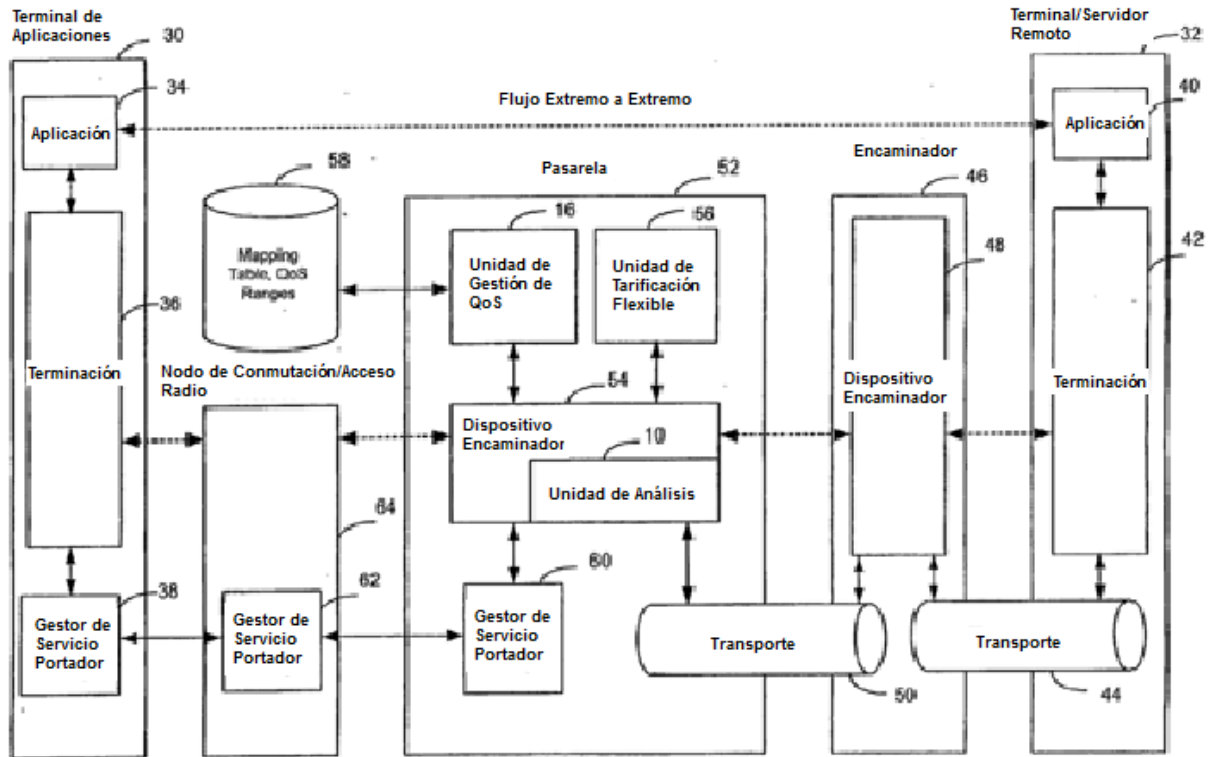 Terminal de
Aplicaciones
30
34
Aplicación
36
Terminación
38
Gestor de
Servicio
Portador
Flujo Extremo a Extremo
58
Mapping
Table, QoS
Ranges
Nodo de Conmutación/Acceso
Radio
64
62
Gestor de
Servicio
Portador
Pasarela
52
16
Unidad de
Gestión de
QoS
56
Unidad de
Tarificación
Flexible
54
Dispositivo
Encaminador
10
Unidad de Análisis
60
Gestor de
Servicio
Portador
Transporte
50
Encaminador
46
48
Dispositivo
Encaminador
Terminal/Servidor
Remoto
32
40
Aplicación
42
Terminación
Transporte
44